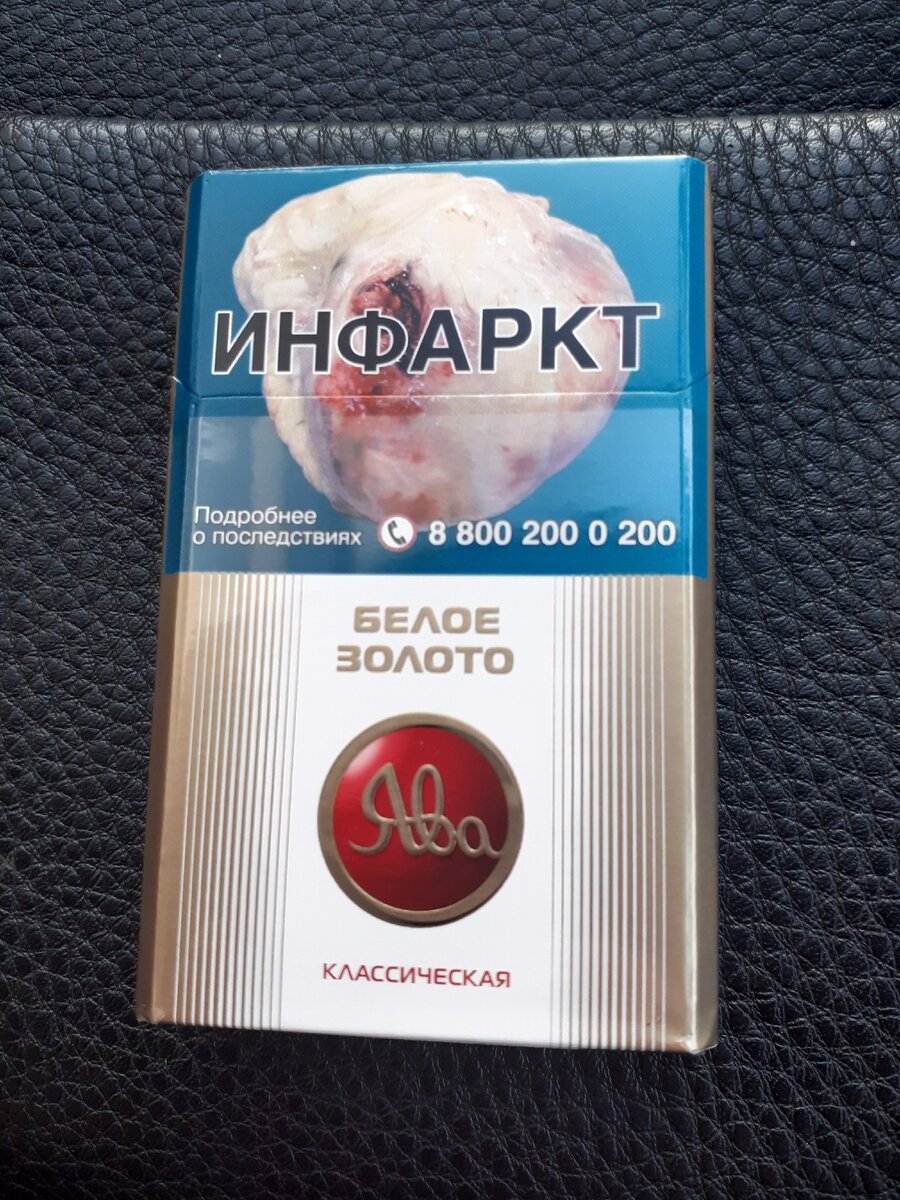 ИНФАРКТ
Подробнее
о последствиях 8 800 200 0 200
БЕЛОЕ
ЗОЛОТО
Ява
КЛАССИЧЕСКАЯ